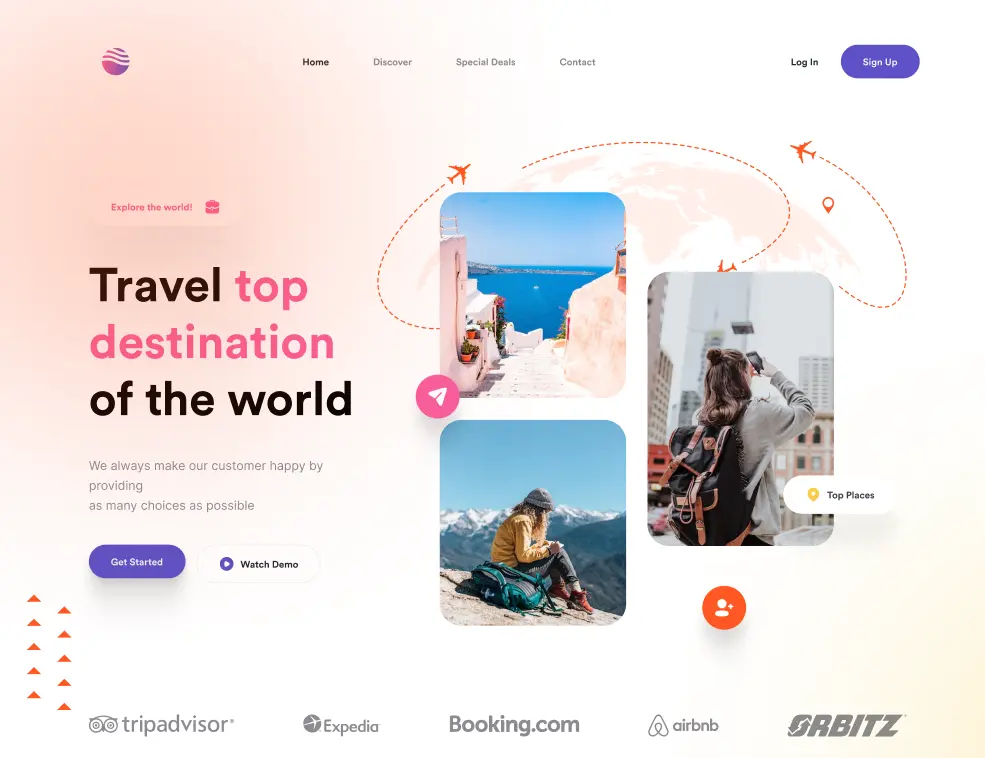 Home
Discover
Special Deals
Contact
Log In
Sign Up
Explore the world!
Travel top
destination
of the world
We always make our customer happy by
providing
as many choices as possible
Get Started
Watch Demo
Top Places
tripadvisor®
Expedia
Booking.com
airbnb
ORBITZ